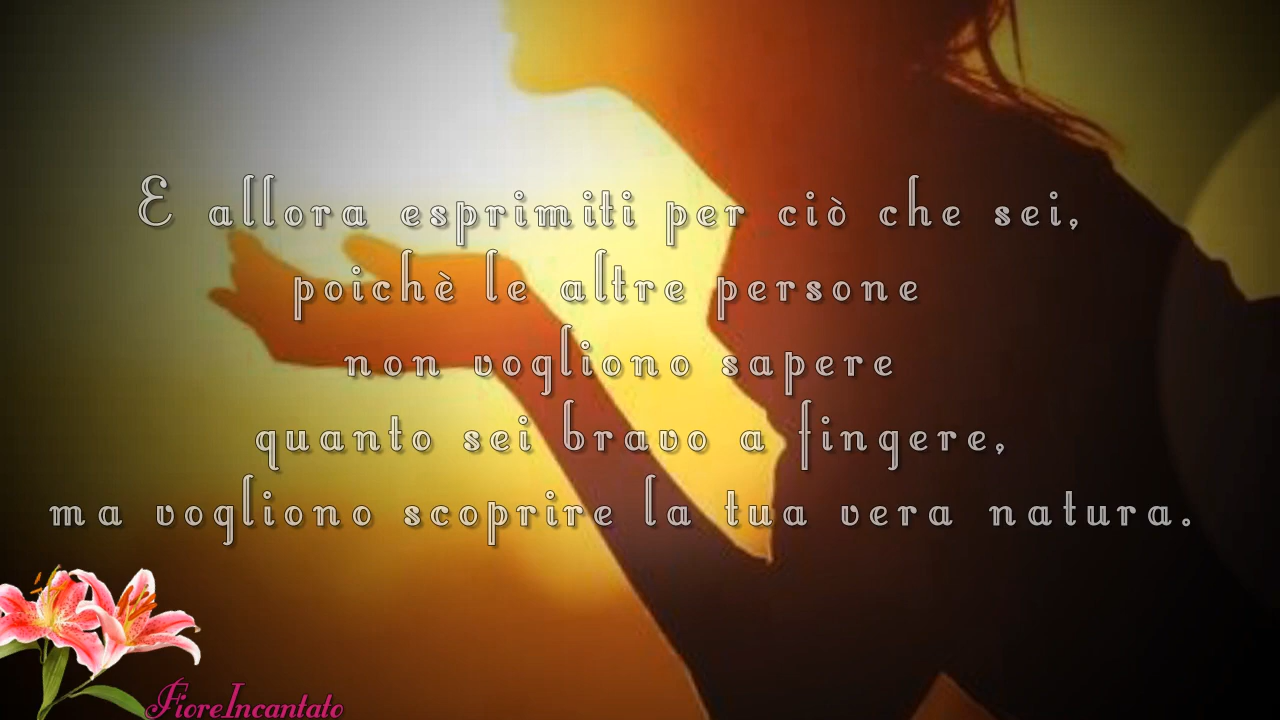 E allora esprimiti per ciò che sei,
poichè le altre persone
non vogliono sapere
quanto sei bravo a fingere,
ma vogliono scoprire la tua vera natura.
FioreIncantato